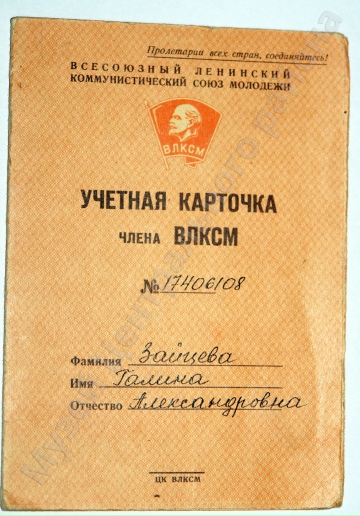 Пролетарии всех стран, соединяйтесь!
ВСЕСОЮЗНЫЙ ЛЕНИНСКИЙ
КОММУНИСТИЧЕСКИЙ СОЮЗ МОЛОДЕЖИ
ВЛКСМ
УЧЕТНАЯ КАРТОЧКА
ЧЛЕНА ВЛКСМ
№ 17406108
Фамилия Зайцева
Имя Галина
Отчество Александровна
ЦК ВЛКСМ